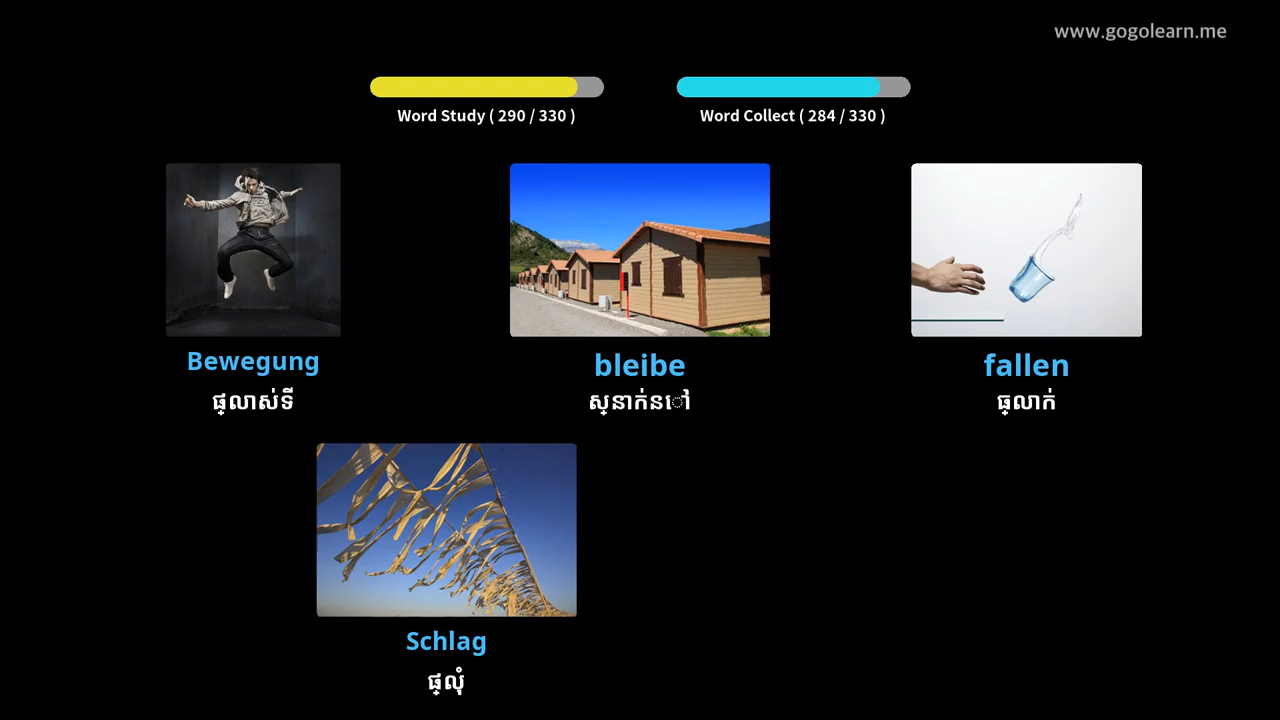 www.gogolearn.me
Word Study ( 290 / 330 )
Word Collect ( 284 / 330 )
Bewegung
ផ្លាស់ទី
bleibe
ស្នាក់នៅ
fallen
ធ្លាក់
Schlag
ផ្លុំ